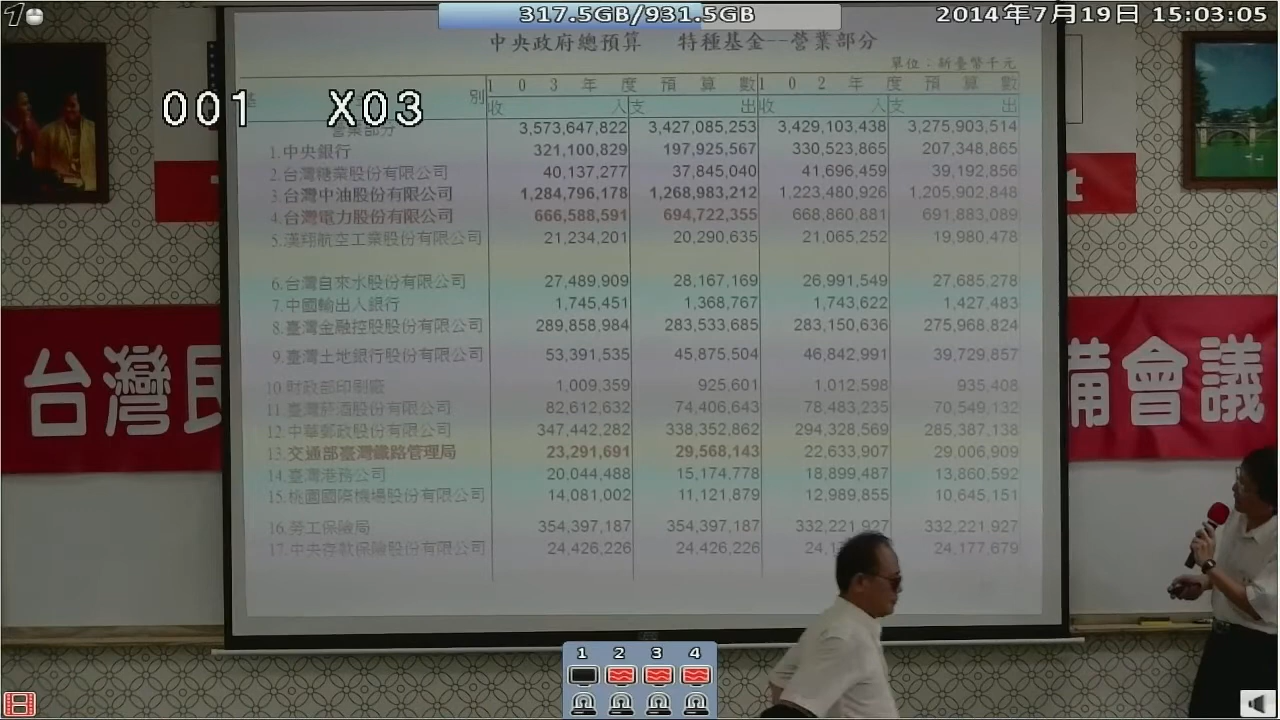 317.5GB/931.5GB
2014年7月19日 15:03:05
中央政府總預算 特種基金--營業部分
單位：新臺幣千元
別 103年度預算數 102年度預算數
收 入 支 出 收 入 支 出
001 X03
營業部分 3,573,647,822 3,427,085,253 3,429,103,438 3,275,903,514
1.中央銀行 321,100,829 197,925,567 330,523,865 207,348,865
2.台灣糖業股份有限公司 40,137,277 37,845,040 41,696,459 39,192,856
3.台灣中油股份有限公司 1,284,796,178 1,268,983,212 1,223,480,926 1,205,902,848
4.台灣電力股份有限公司 666,588,591 694,722,355 668,860,881 691,883,089
5.漢翔航空工業股份有限公司 21,234,201 20,290,635 21,065,252 19,980,478
6.台灣自來水股份有限公司 27,489,909 28,167,169 26,991,549 27,685,278
7.中國輸出入銀行 1,745,451 1,368,767 1,743,622 1,427,483
8.臺灣金融控股股份有限公司 289,858,984 283,533,685 283,150,636 275,968,824
9.臺灣土地銀行股份有限公司 53,391,535 45,875,504 46,842,991 39,729,857
10.財政部印刷廠 1,009,359 925,601 1,012,598 935,408
11.臺灣菸酒股份有限公司 82,612,632 74,406,643 78,483,235 70,549,132
12.中華郵政股份有限公司 347,442,282 338,352,862 294,328,569 285,387,138
13.交通部臺灣鐵路管理局 23,291,691 29,568,143 22,633,907 29,006,909
14.臺灣港務公司 20,044,488 15,174,778 18,899,487 13,860,592
15.桃園國際機場股份有限公司 14,081,002 11,121,879 12,989,855 10,645,151
16.勞工保險局 354,397,187 354,397,187 332,221,927 332,221,927
17.中央存款保險股份有限公司 24,426,226 24,426,226 24,177,679
台灣民
備會議
t
1 2 3 4